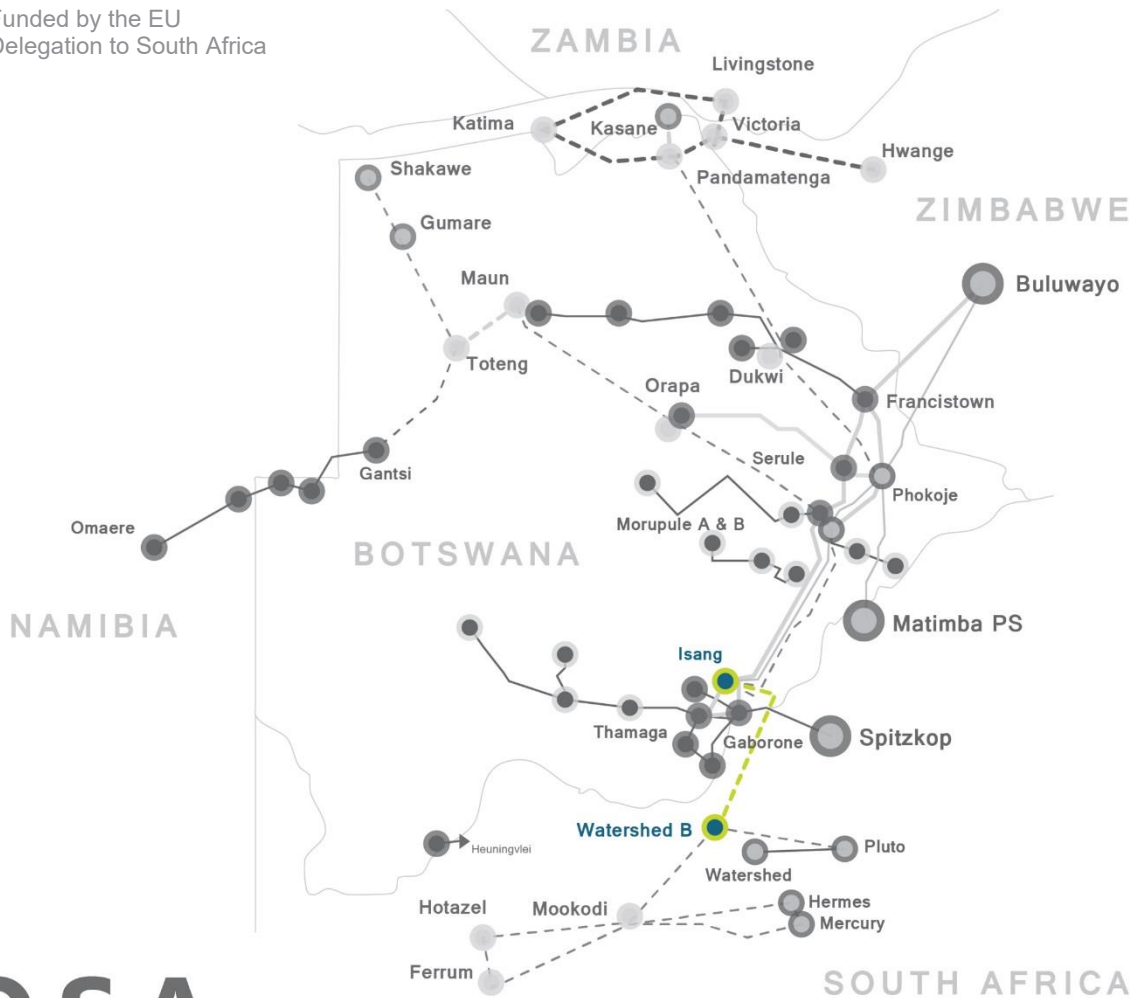 Funded by the EU
Delegation to South Africa
ZAMBIA
Livingstone
Katima
Kasane
Victoria
Hwange
Shakawe
Pandamatenga
ZIMBABWE
Gumare
Maun
Buluwayo
Toteng
Dukwi
Orapa
Francistown
Serule
Gantsi
Phokoje
Omaere
Morupule A & B
BOTSWANA
NAMIBIA
Matimba PS
Isang
Thamaga
Gaborone
Spitzkop
Watershed B
Heuningvlei
Pluto
Watershed
Hotazel
Mookodi
Hermes
Mercury
Ferrum
SOUTH AFRICA